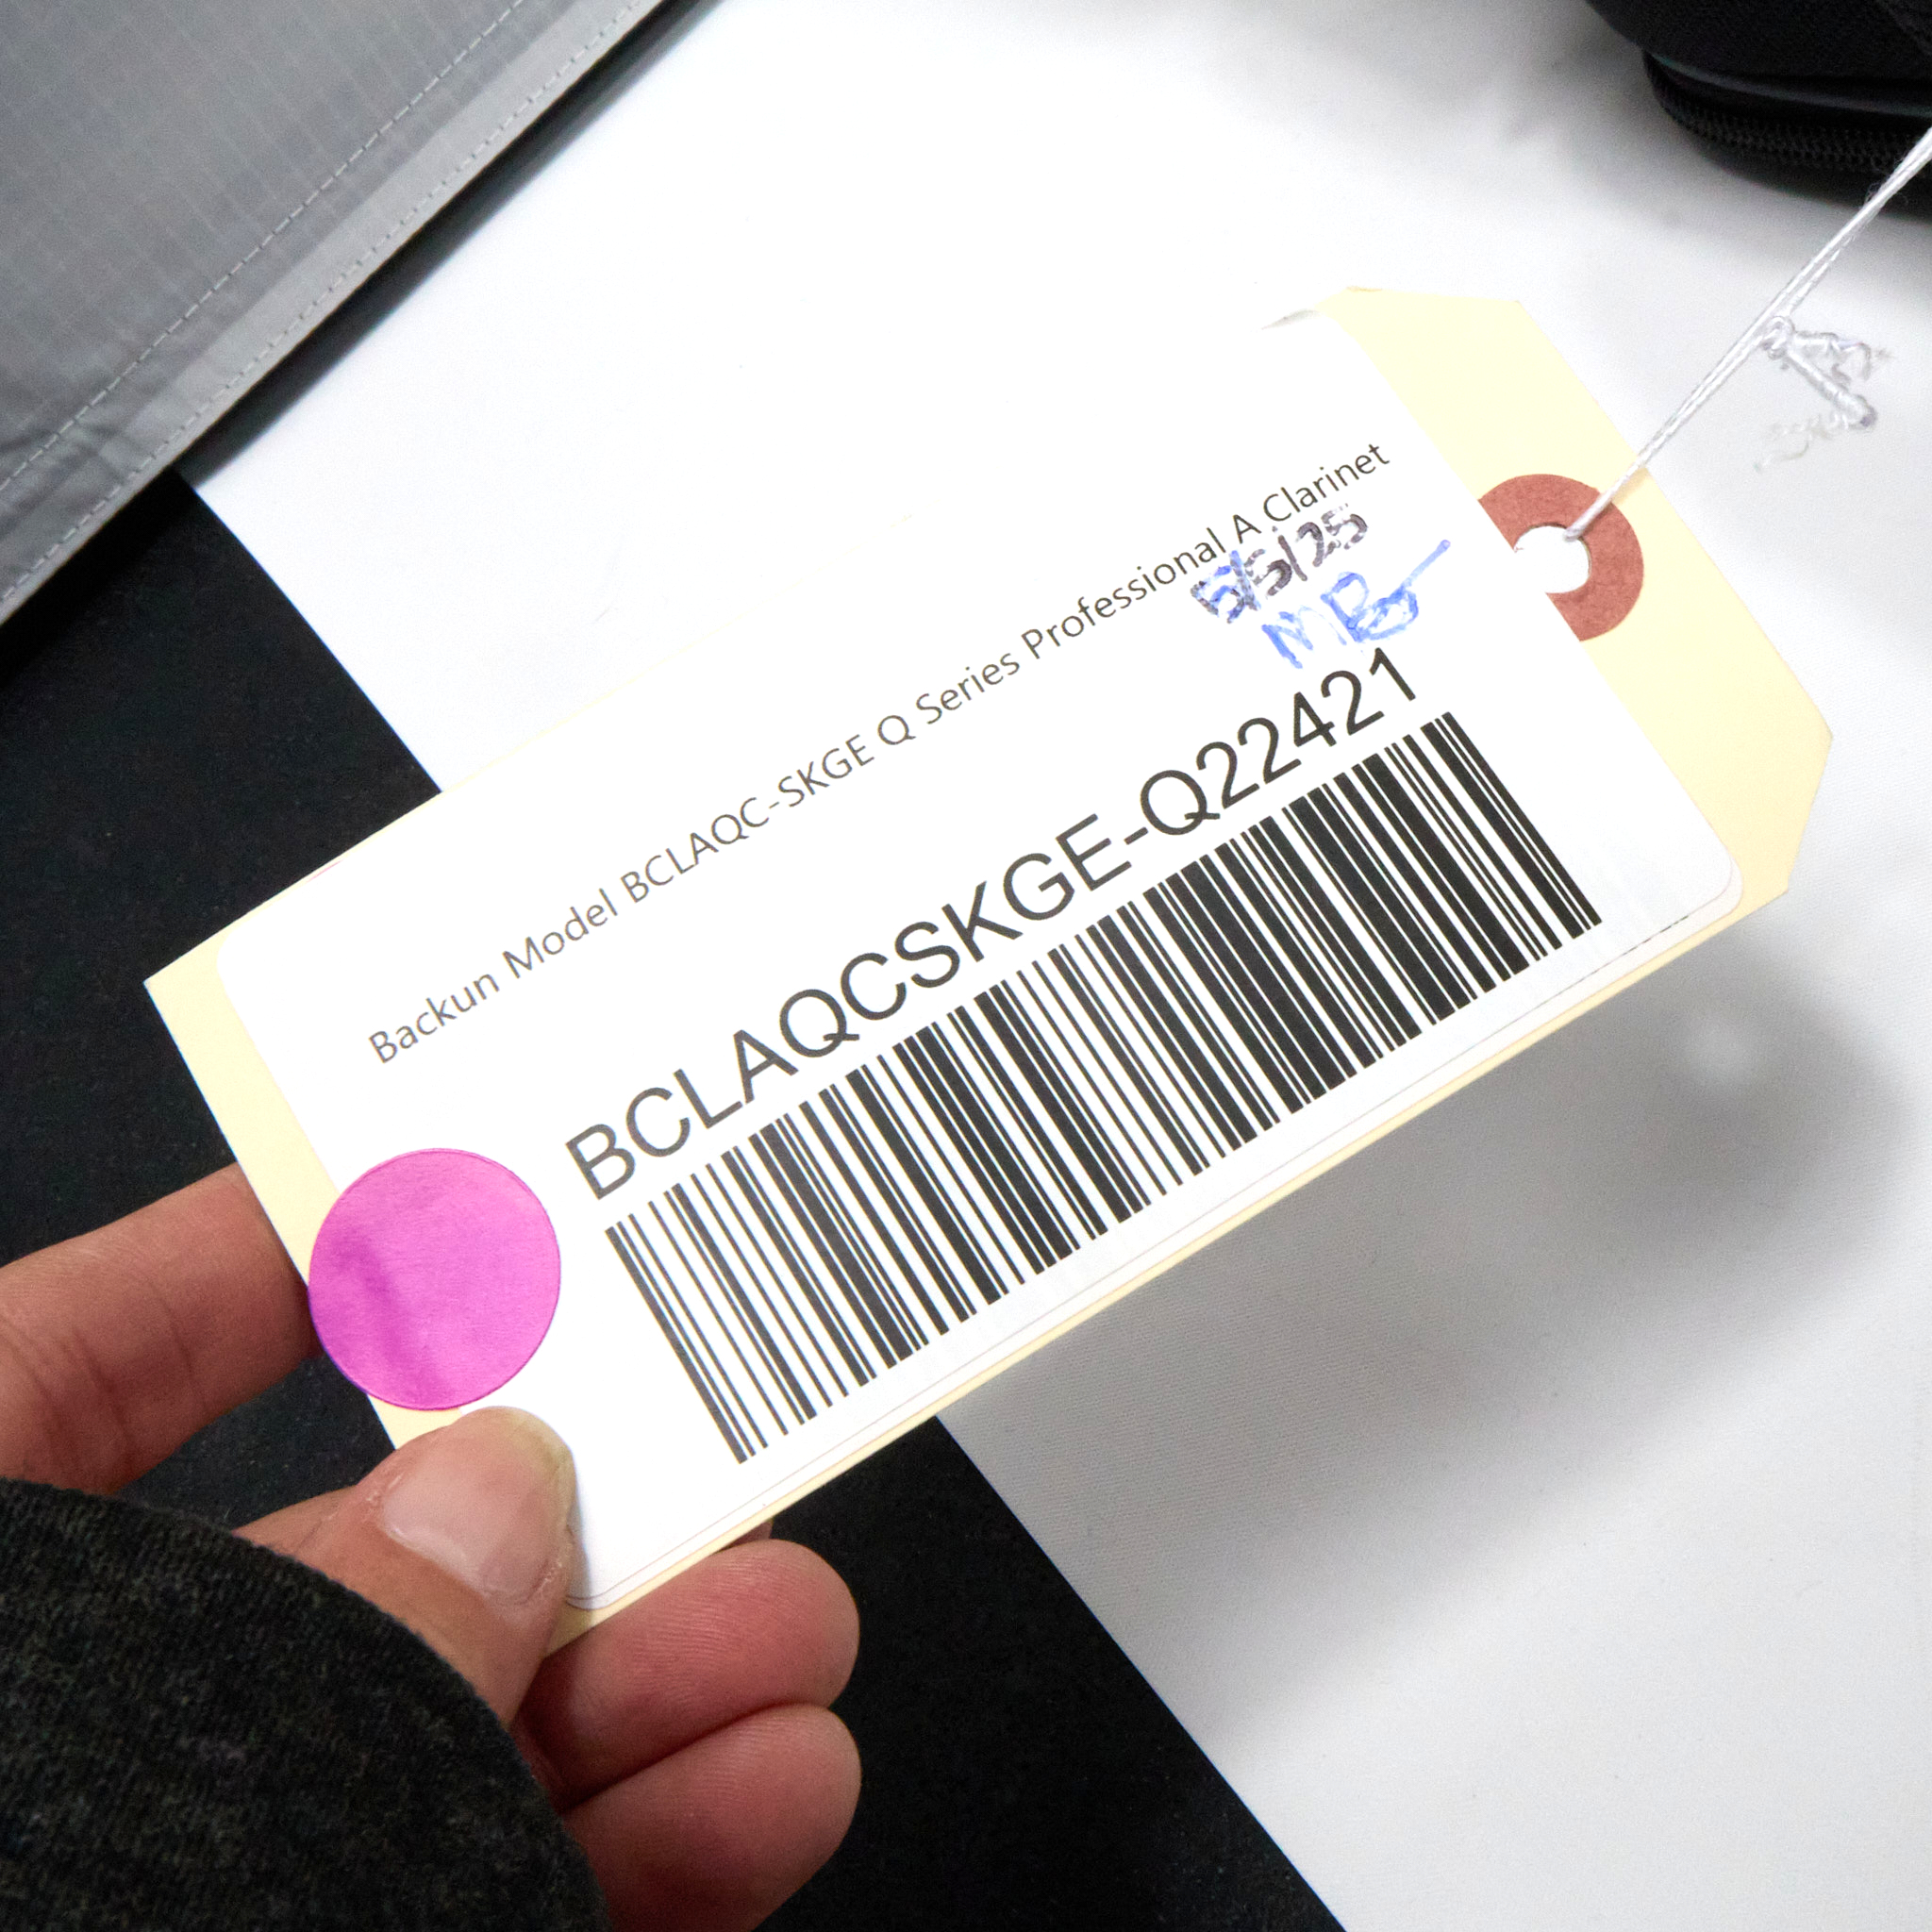 Backun Model BCLAQC-SKGE Q Series Professional A Clarinet
5/5/25
MB
BCLAQCSKGE-Q22421